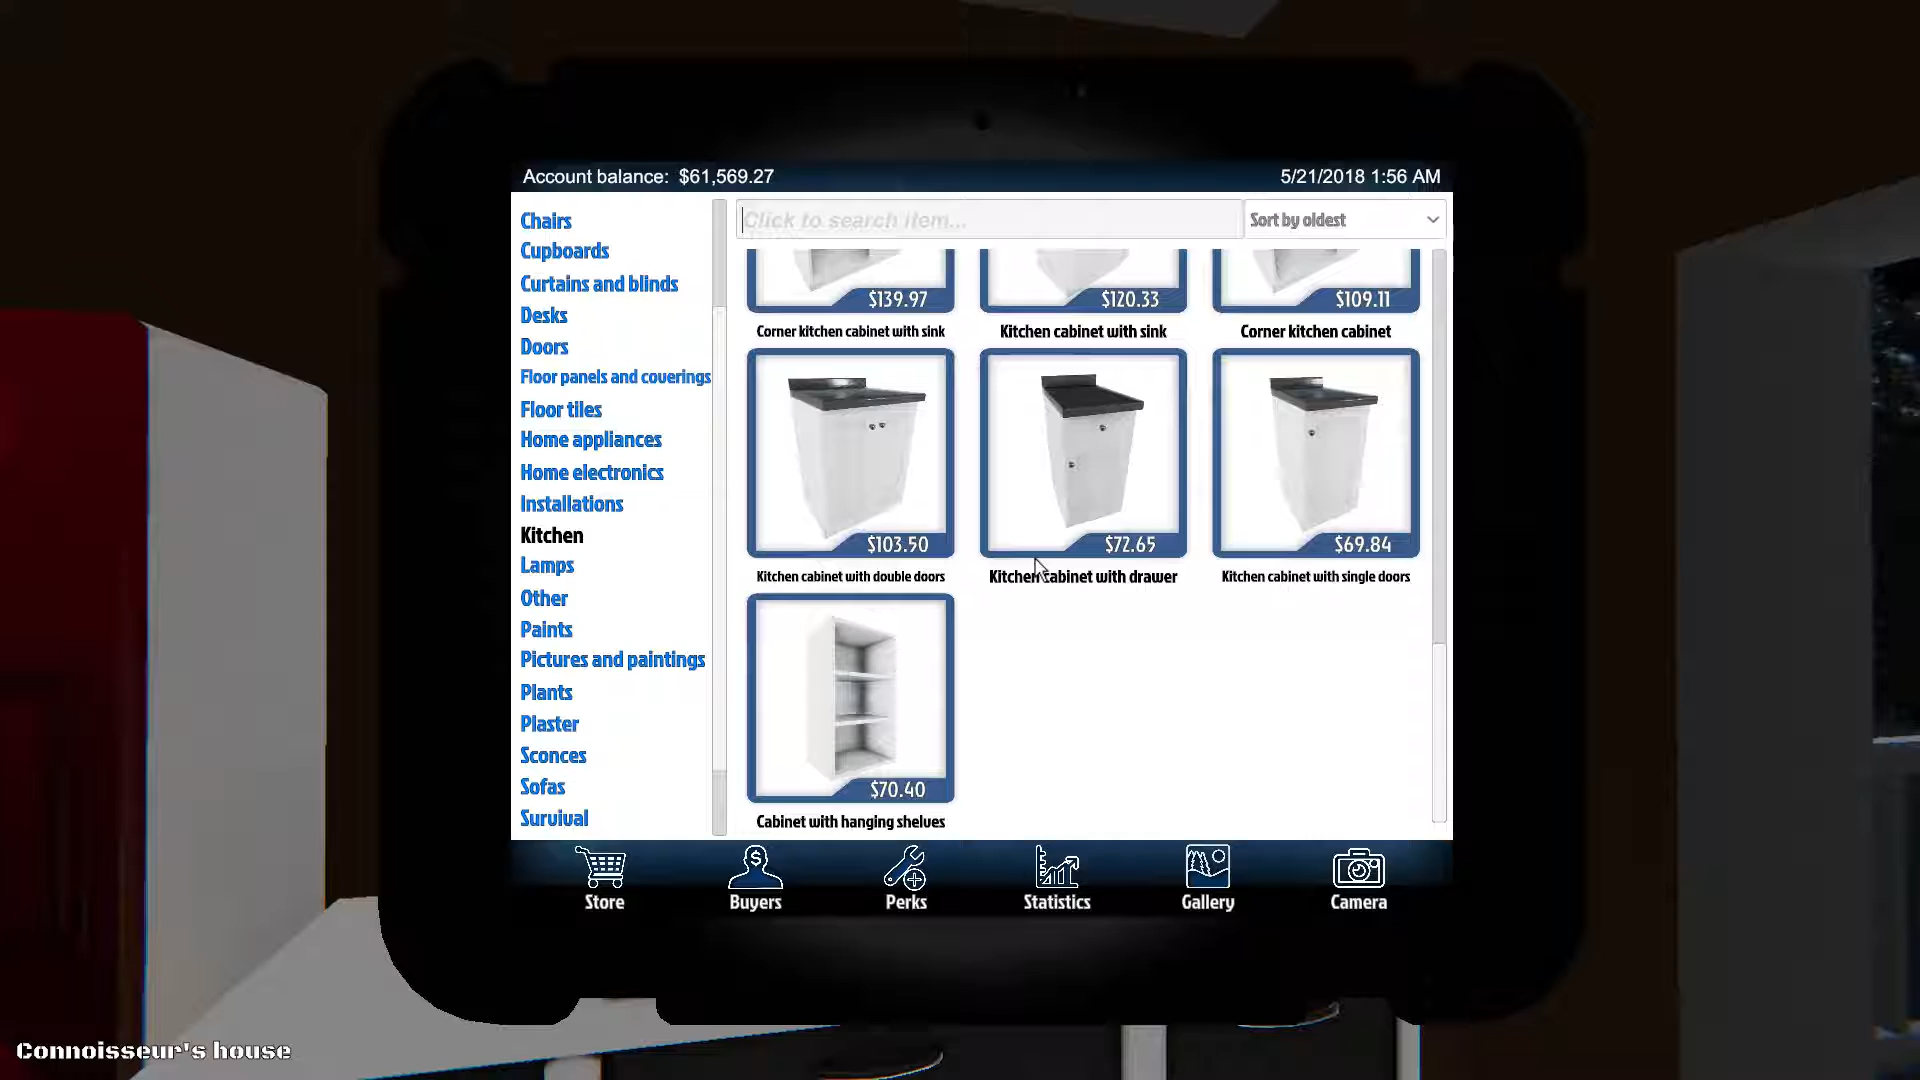 Account balance: $61,569.27
5/21/2018 1:56 AM
Chairs
Cupboards
Curtains and blinds
Desks
Doors
Floor panels and coverings
Floor tiles
Home appliances
Home electronics
Installations
Kitchen
Lamps
Other
Paints
Pictures and paintings
Plants
Plaster
Sconces
Sofas
Survival
Click to search item...
Sort by oldest
$139.97
$120.33
$109.11
Corner kitchen cabinet with sink
Kitchen cabinet with sink
Corner kitchen cabinet
$103.50
$72.65
$69.84
Kitchen cabinet with double doors
Kitchen cabinet with drawer
Kitchen cabinet with single doors
$70.40
Cabinet with hanging shelves
Store
Buyers
Perks
Statistics
Gallery
Camera
Connoisseur's house